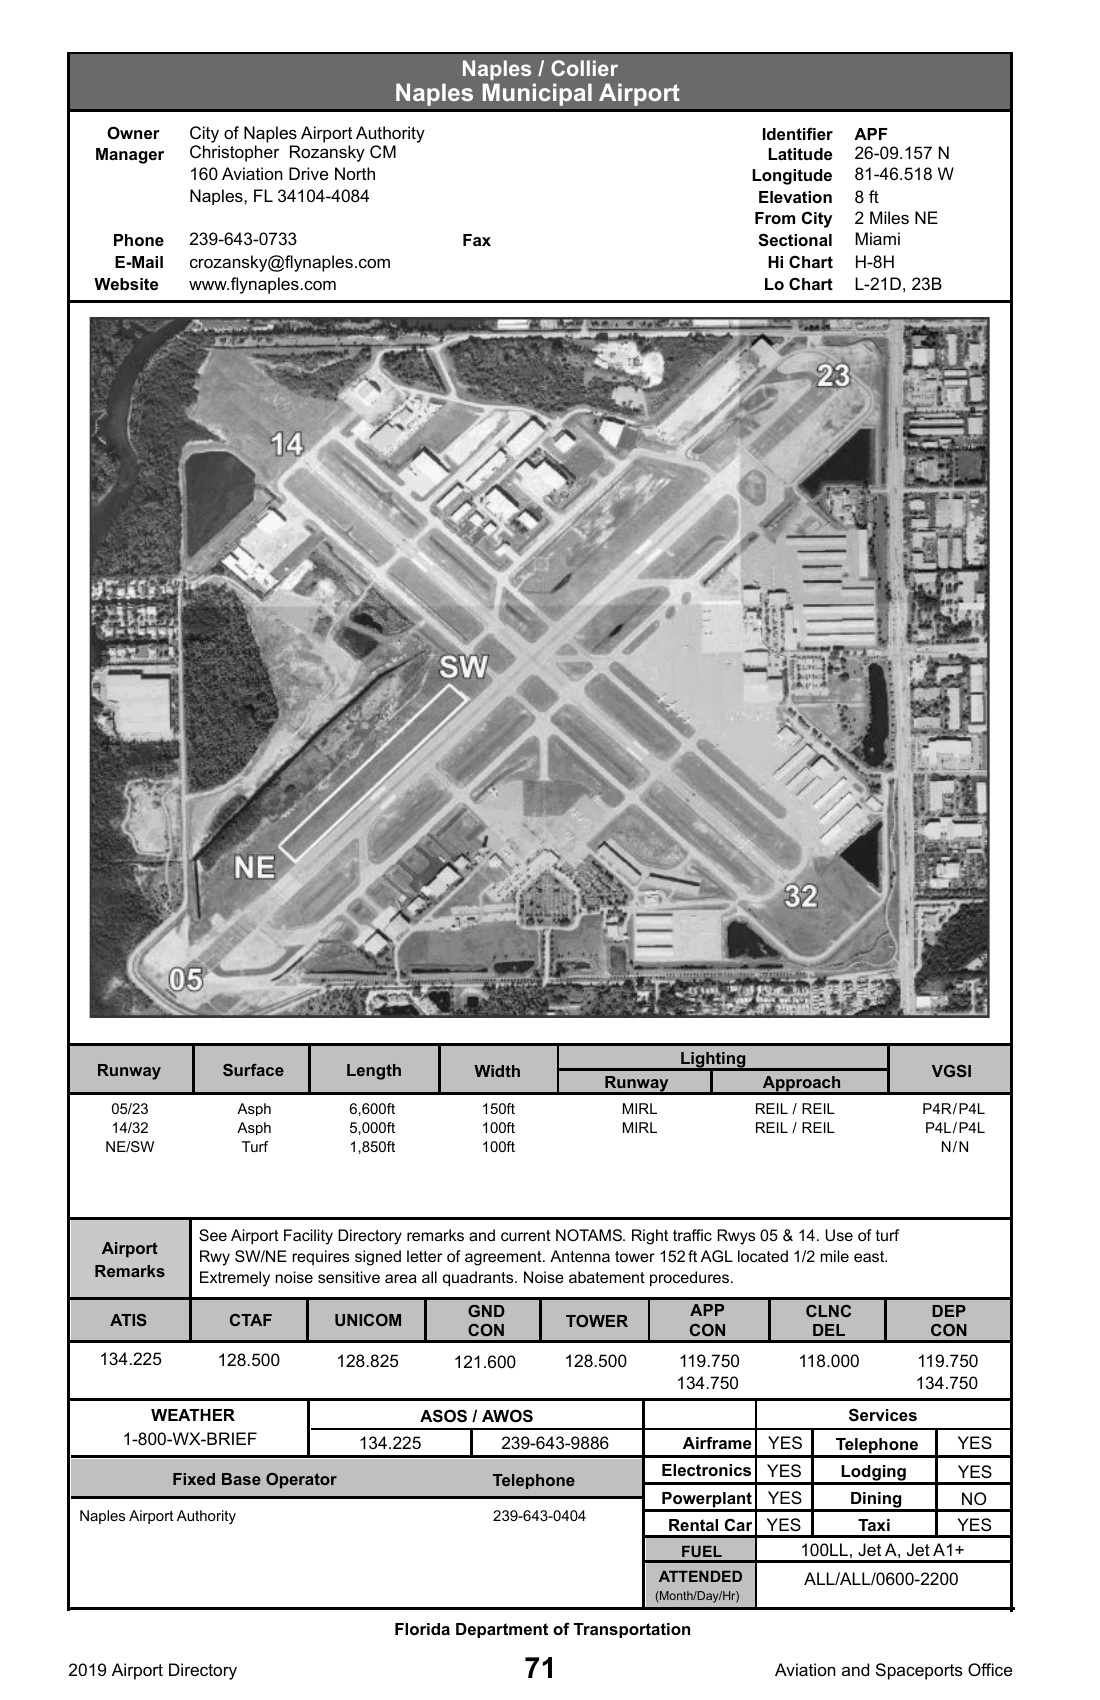 Naples / Collier
Naples Municipal Airport
Owner City of Naples Airport Authority
Manager Christopher Rozansky CM
160 Aviation Drive North
Naples, FL 34104-4084
Phone 239-643-0733 Fax
E-Mail crozansky@flynaples.com
Website www.flynaples.com
Identifier APF
Latitude 26-09.157 N
Longitude 81-46.518 W
Elevation 8 ft
From City 2 Miles NE
Sectional Miami
Hi Chart H-8H
Lo Chart L-21D, 23B
23
14
SW
NE
32
05
Runway Surface Length Width Lighting VGSI
Runway Approach
05/23 Asph 6,600ft 150ft MIRL REIL / REIL P4R/P4L
14/32 Asph 5,000ft 100ft MIRL REIL / REIL P4L/P4L
NE/SW Turf 1,850ft 100ft N/N
Airport Remarks
See Airport Facility Directory remarks and current NOTAMS. Right traffic Rwys 05 & 14. Use of turf
Rwy SW/NE requires signed letter of agreement. Antenna tower 152 ft AGL located 1/2 mile east.
Extremely noise sensitive area all quadrants. Noise abatement procedures.
ATIS CTAF UNICOM GND CON TOWER APP CON CLNC DEL DEP CON
134.225 128.500 128.825 121.600 128.500 119.750 118.000 119.750
134.750 134.750
WEATHER ASOS / AWOS Services
1-800-WX-BRIEF 134.225 239-643-9886 Airframe YES Telephone YES
Fixed Base Operator Telephone Electronics YES Lodging YES
Powerplant YES Dining NO
Naples Airport Authority 239-643-0404 Rental Car YES Taxi YES
FUEL 100LL, Jet A, Jet A1+
ATTENDED ALL/ALL/0600-2200
(Month/Day/Hr)
Florida Department of Transportation
2019 Airport Directory 71 Aviation and Spaceports Office